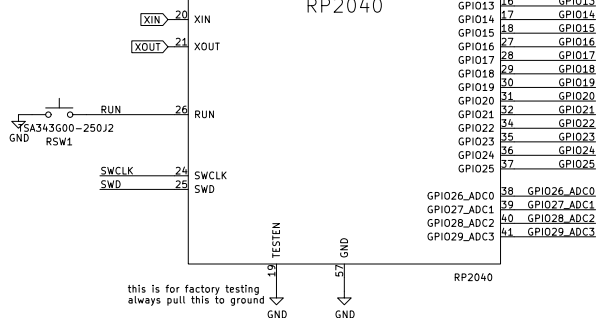 RP2040
XIN 20 XIN
XOUT 21 XOUT
GPIO13 16 GPIO13
GPIO14 17 GPIO14
GPIO15 18 GPIO15
GPIO16 27 GPIO16
GPIO17 28 GPIO17
GPIO18 29 GPIO18
GPIO19 30 GPIO19
GPIO20 31 GPIO20
GPIO21 32 GPIO21
GPIO22 34 GPIO22
GPIO23 35 GPIO23
GPIO24 36 GPIO24
GPIO25 37 GPIO25
RUN 26 RUN
GND
TSA343G00-250J2
RSW1
SWCLK 24 SWCLK
SWD 25 SWD
GPIO26_ADC0 38 GPIO26_ADC0
GPIO27_ADC1 39 GPIO27_ADC1
GPIO28_ADC2 40 GPIO28_ADC2
GPIO29_ADC3 41 GPIO29_ADC3
TESTEN
GND
19
57
RP2040
this is for factory testing
always pull this to ground
GND
GND